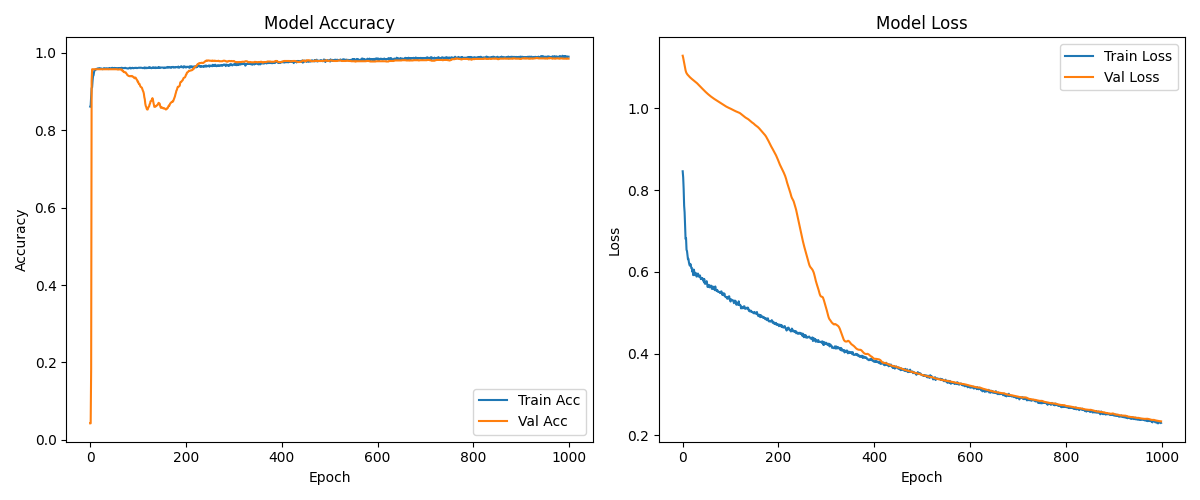 Model Accuracy
1.0
0.8
0.6
0.4
0.2
0.0
Accuracy
0
200
400
600
800
1000
Epoch
Train Acc
Val Acc
Model Loss
1.0
0.8
0.6
0.4
0.2
Loss
0
200
400
600
800
1000
Epoch
Train Loss
Val Loss